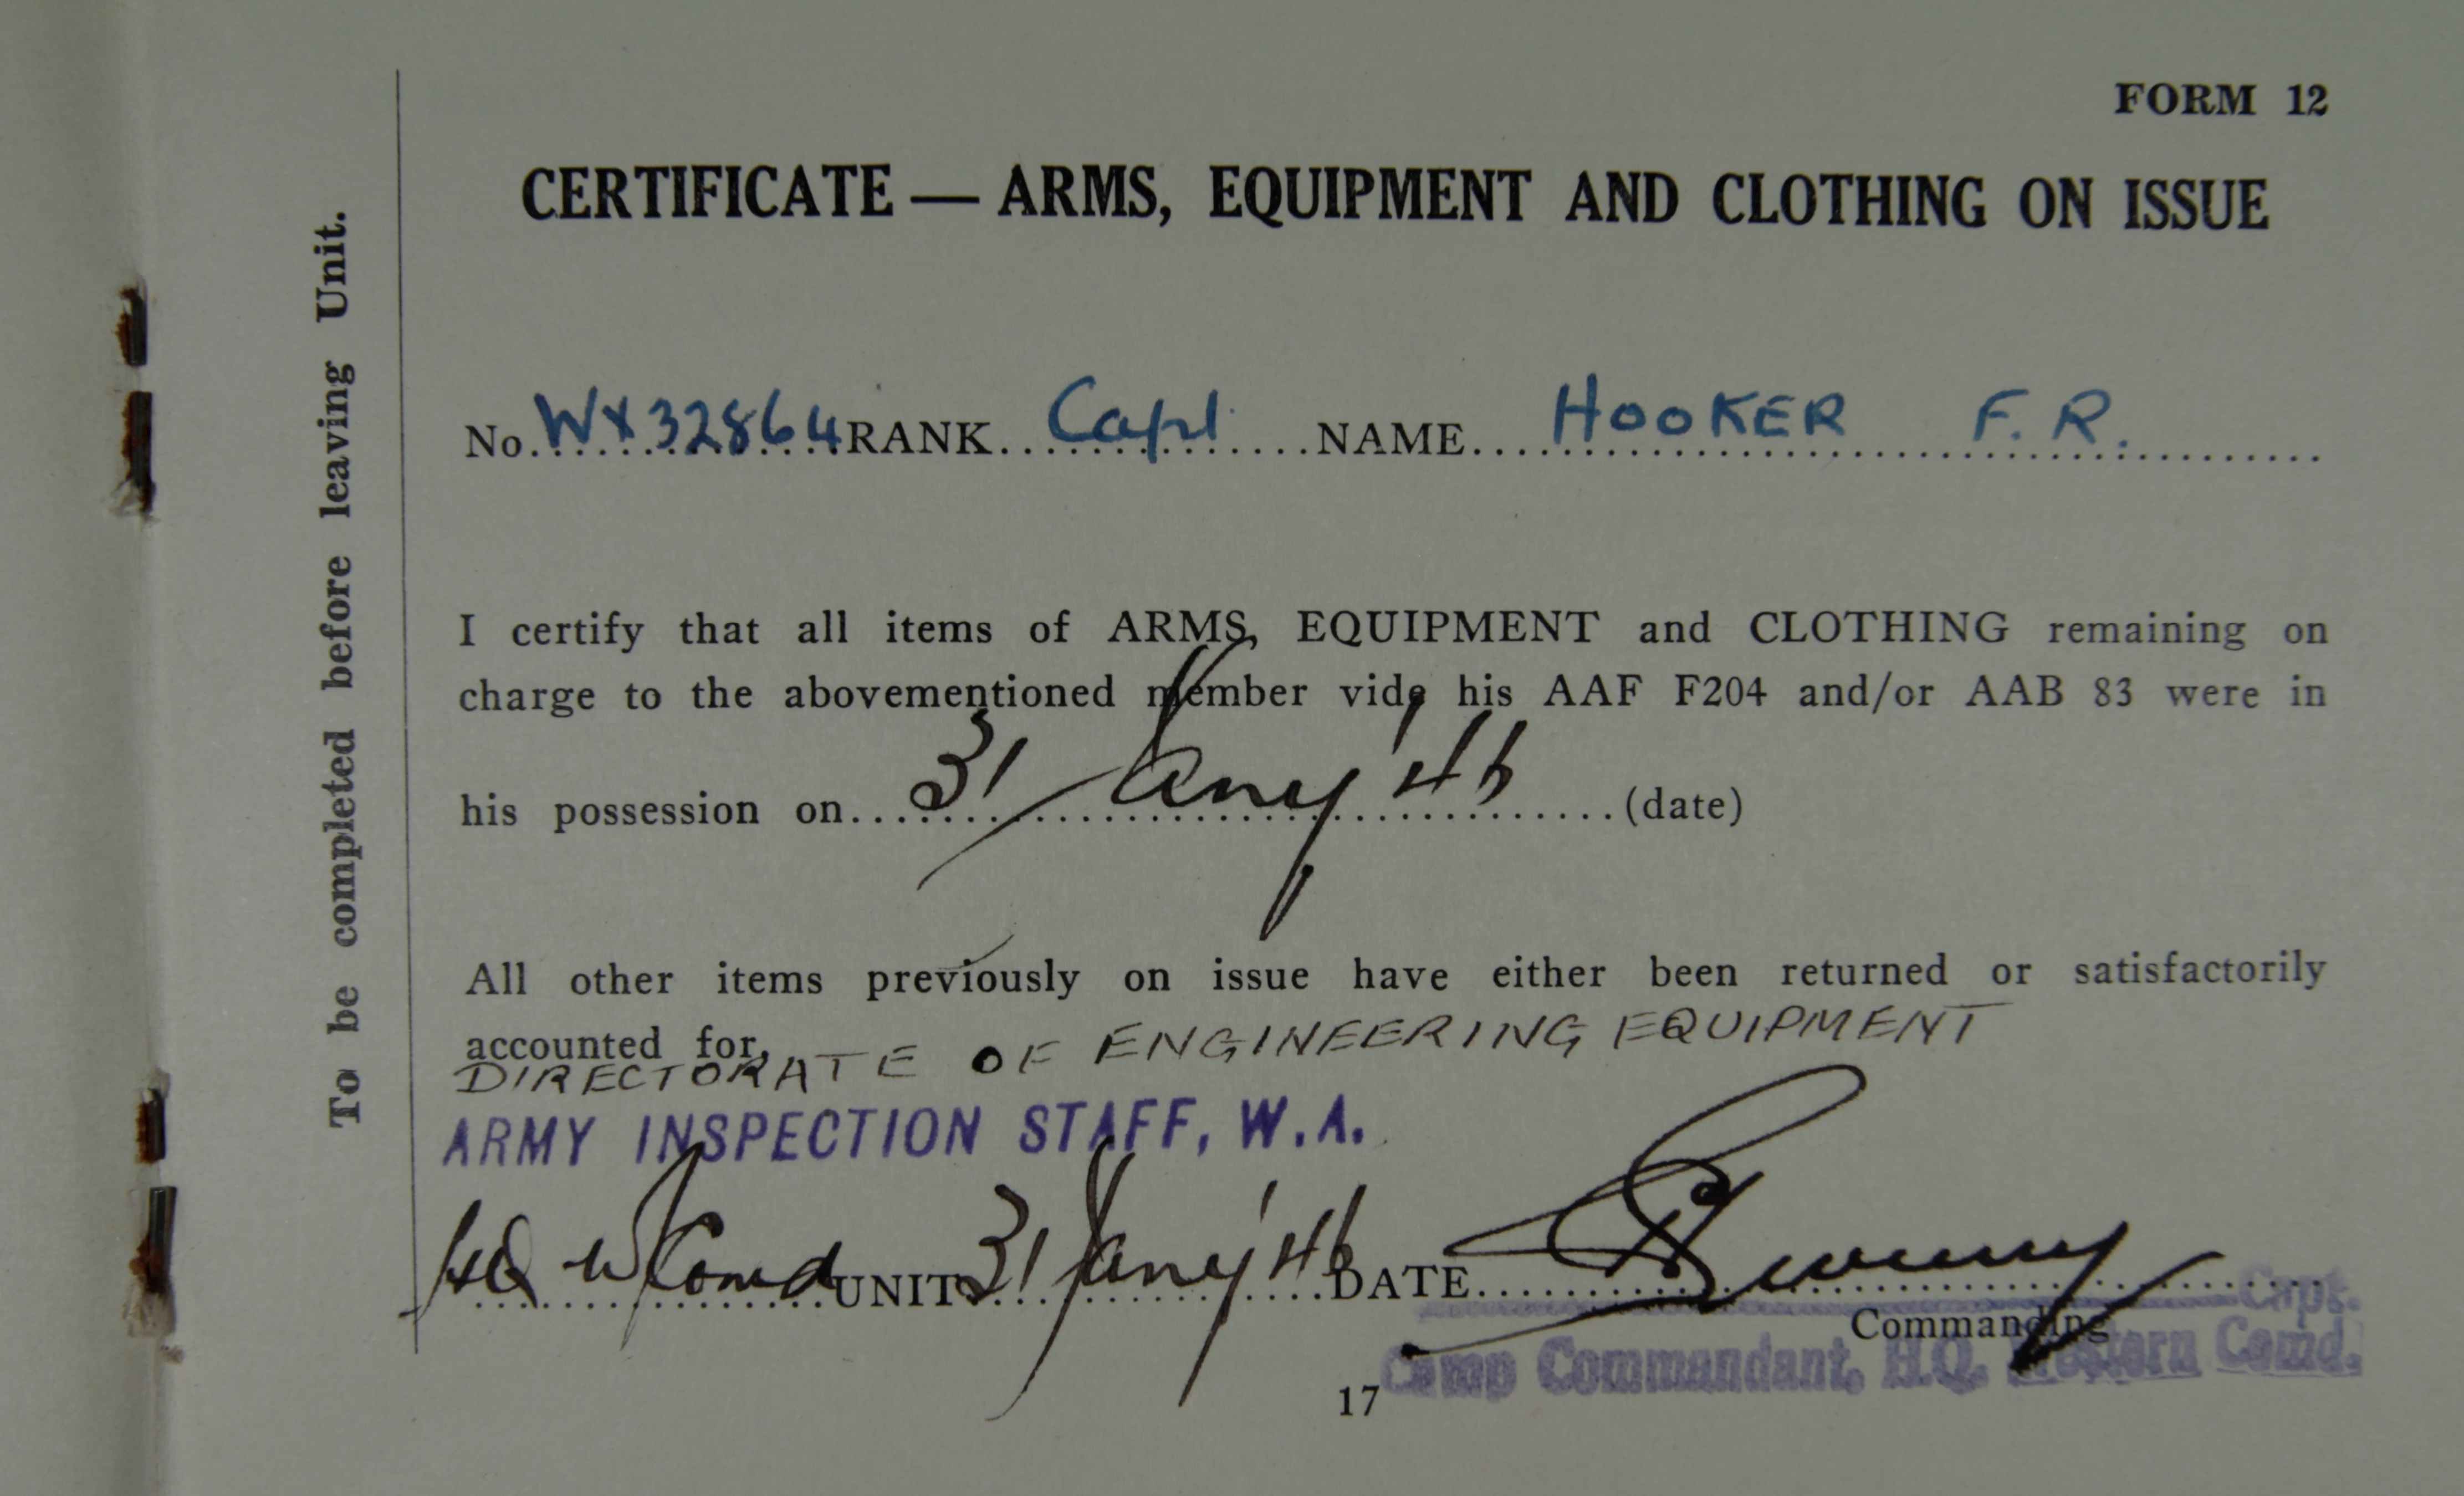 FORM 12
CERTIFICATE — ARMS, EQUIPMENT AND CLOTHING ON ISSUE
To be completed before leaving Unit.
No. WX32864 RANK Capt NAME HOOKER F. R.
I certify that all items of ARMS, EQUIPMENT and CLOTHING remaining on
charge to the abovementioned member vide his AAF F204 and/or AAB 83 were in
his possession on 31 Jany '46 (date)
All other items previously on issue have either been returned or satisfactorily
accounted for.
DIRECTORATE OF ENGINEERING EQUIPMENT
ARMY INSPECTION STAFF, W.A.
HQ W Comd UNIT 31 Jany '46 DATE
Capt.
Commanding
Camp Commandant, H.Q. Western Comd.
17